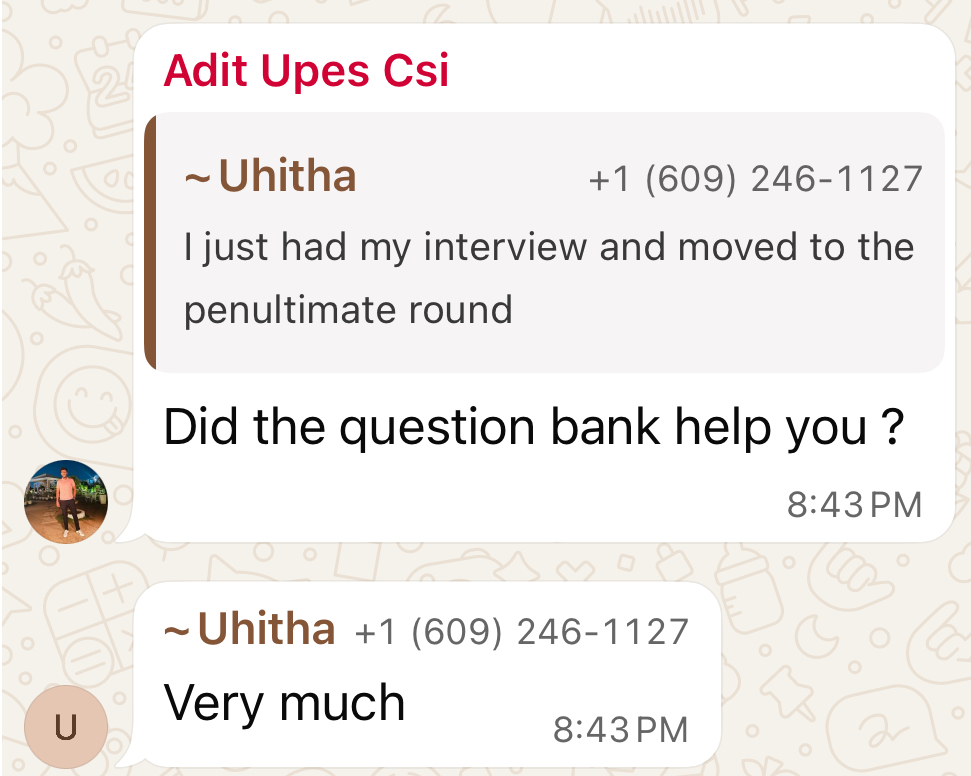 Adit Upes Csi
~Uhitha +1 (609) 246-1127
I just had my interview and moved to the
penultimate round
Did the question bank help you ?
8:43 PM
~Uhitha +1 (609) 246-1127
Very much
8:43 PM
U